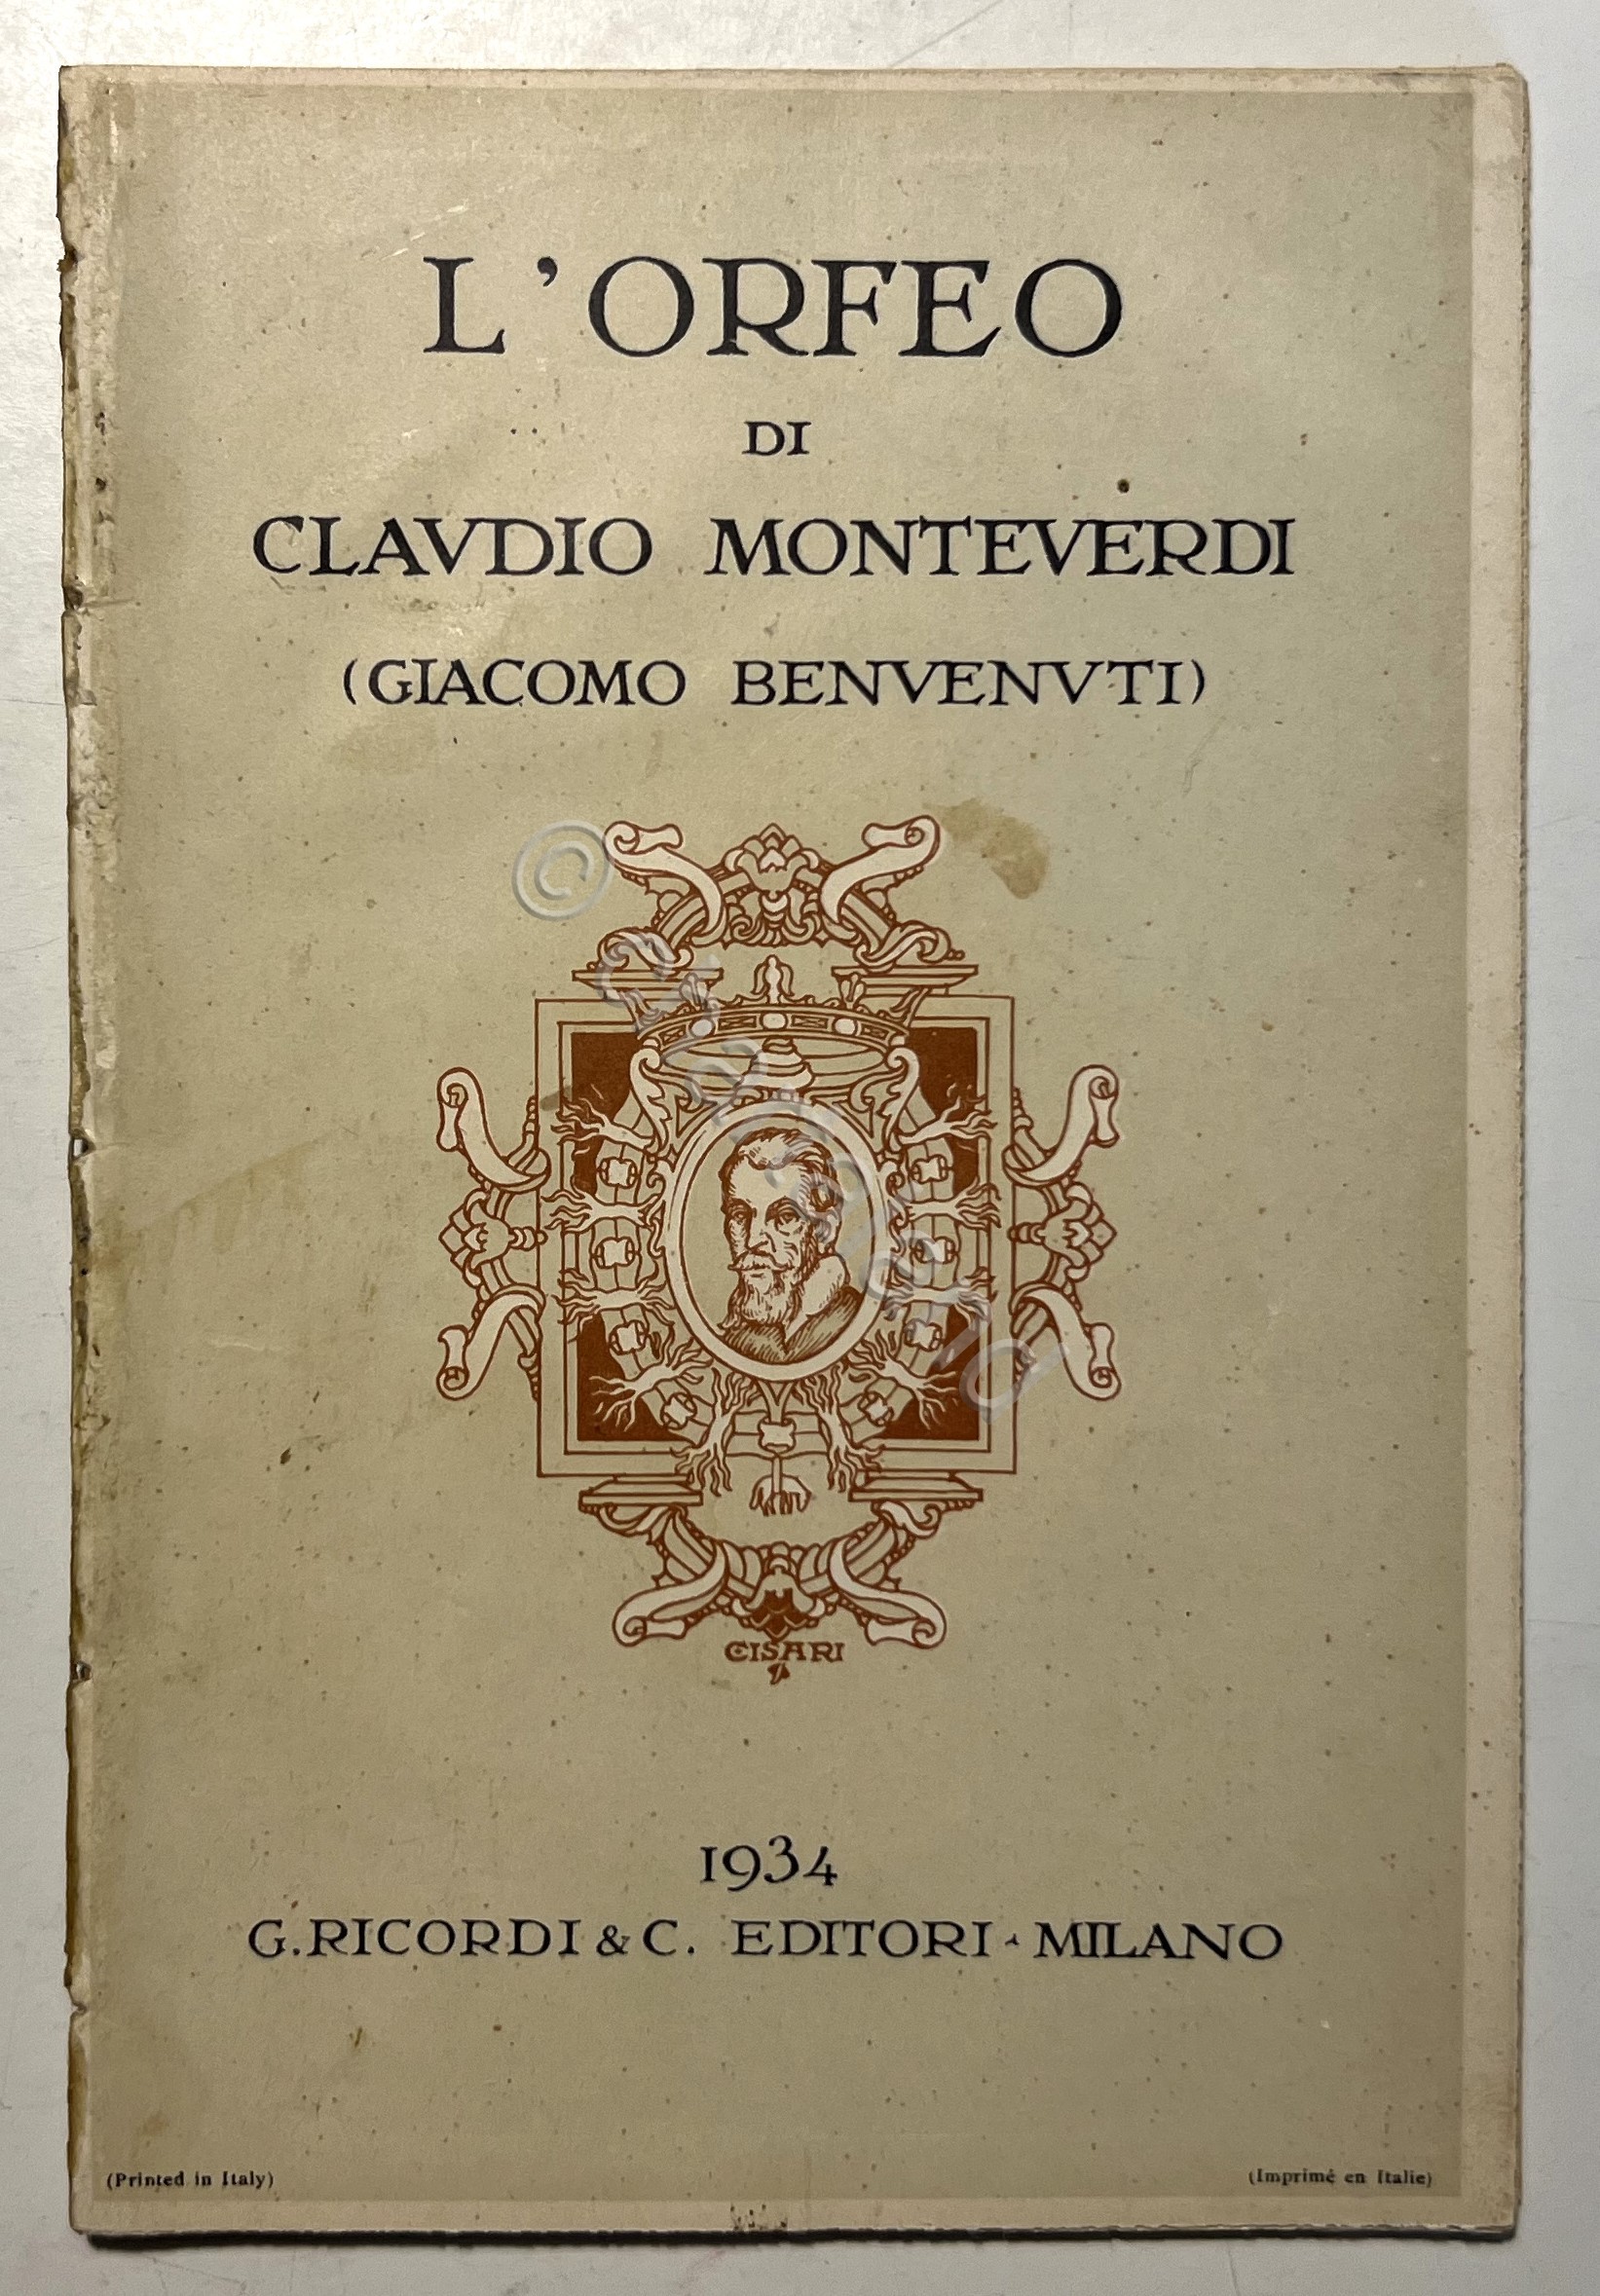 L'ORFEO
DI
CLAVDIO MONTEVERDI
(GIACOMO BENVENVTI)
CISARI
1934
G. RICORDI & C. EDITORI - MILANO
(Printed in Italy)
(Imprimé en Italie)